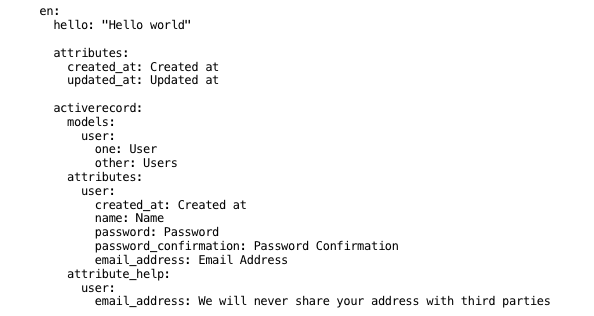 en:
  hello: "Hello world"

  attributes:
    created_at: Created at
    updated_at: Updated at

  activerecord:
    models:
      user:
        one: User
        other: Users
    attributes:
      user:
        created_at: Created at
        name: Name
        password: Password
        password_confirmation: Password Confirmation
        email_address: Email Address
    attribute_help:
      user:
        email_address: We will never share your address with third parties